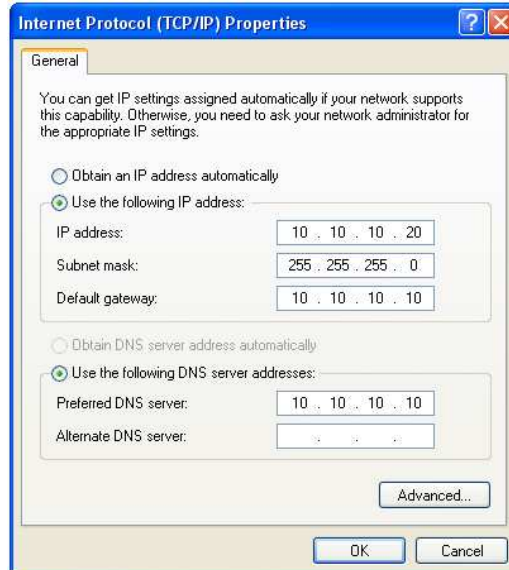 Internet Protocol (TCP/IP) Properties
General
You can get IP settings assigned automatically if your network supports
this capability. Otherwise, you need to ask your network administrator for
the appropriate IP settings.
Obtain an IP address automatically
Use the following IP address:
IP address: 10 . 10 . 10 . 20
Subnet mask: 255 . 255 . 255 . 0
Default gateway: 10 . 10 . 10 . 10
Obtain DNS server address automatically
Use the following DNS server addresses:
Preferred DNS server: 10 . 10 . 10 . 10
Alternate DNS server: . . .
Advanced...
OK Cancel